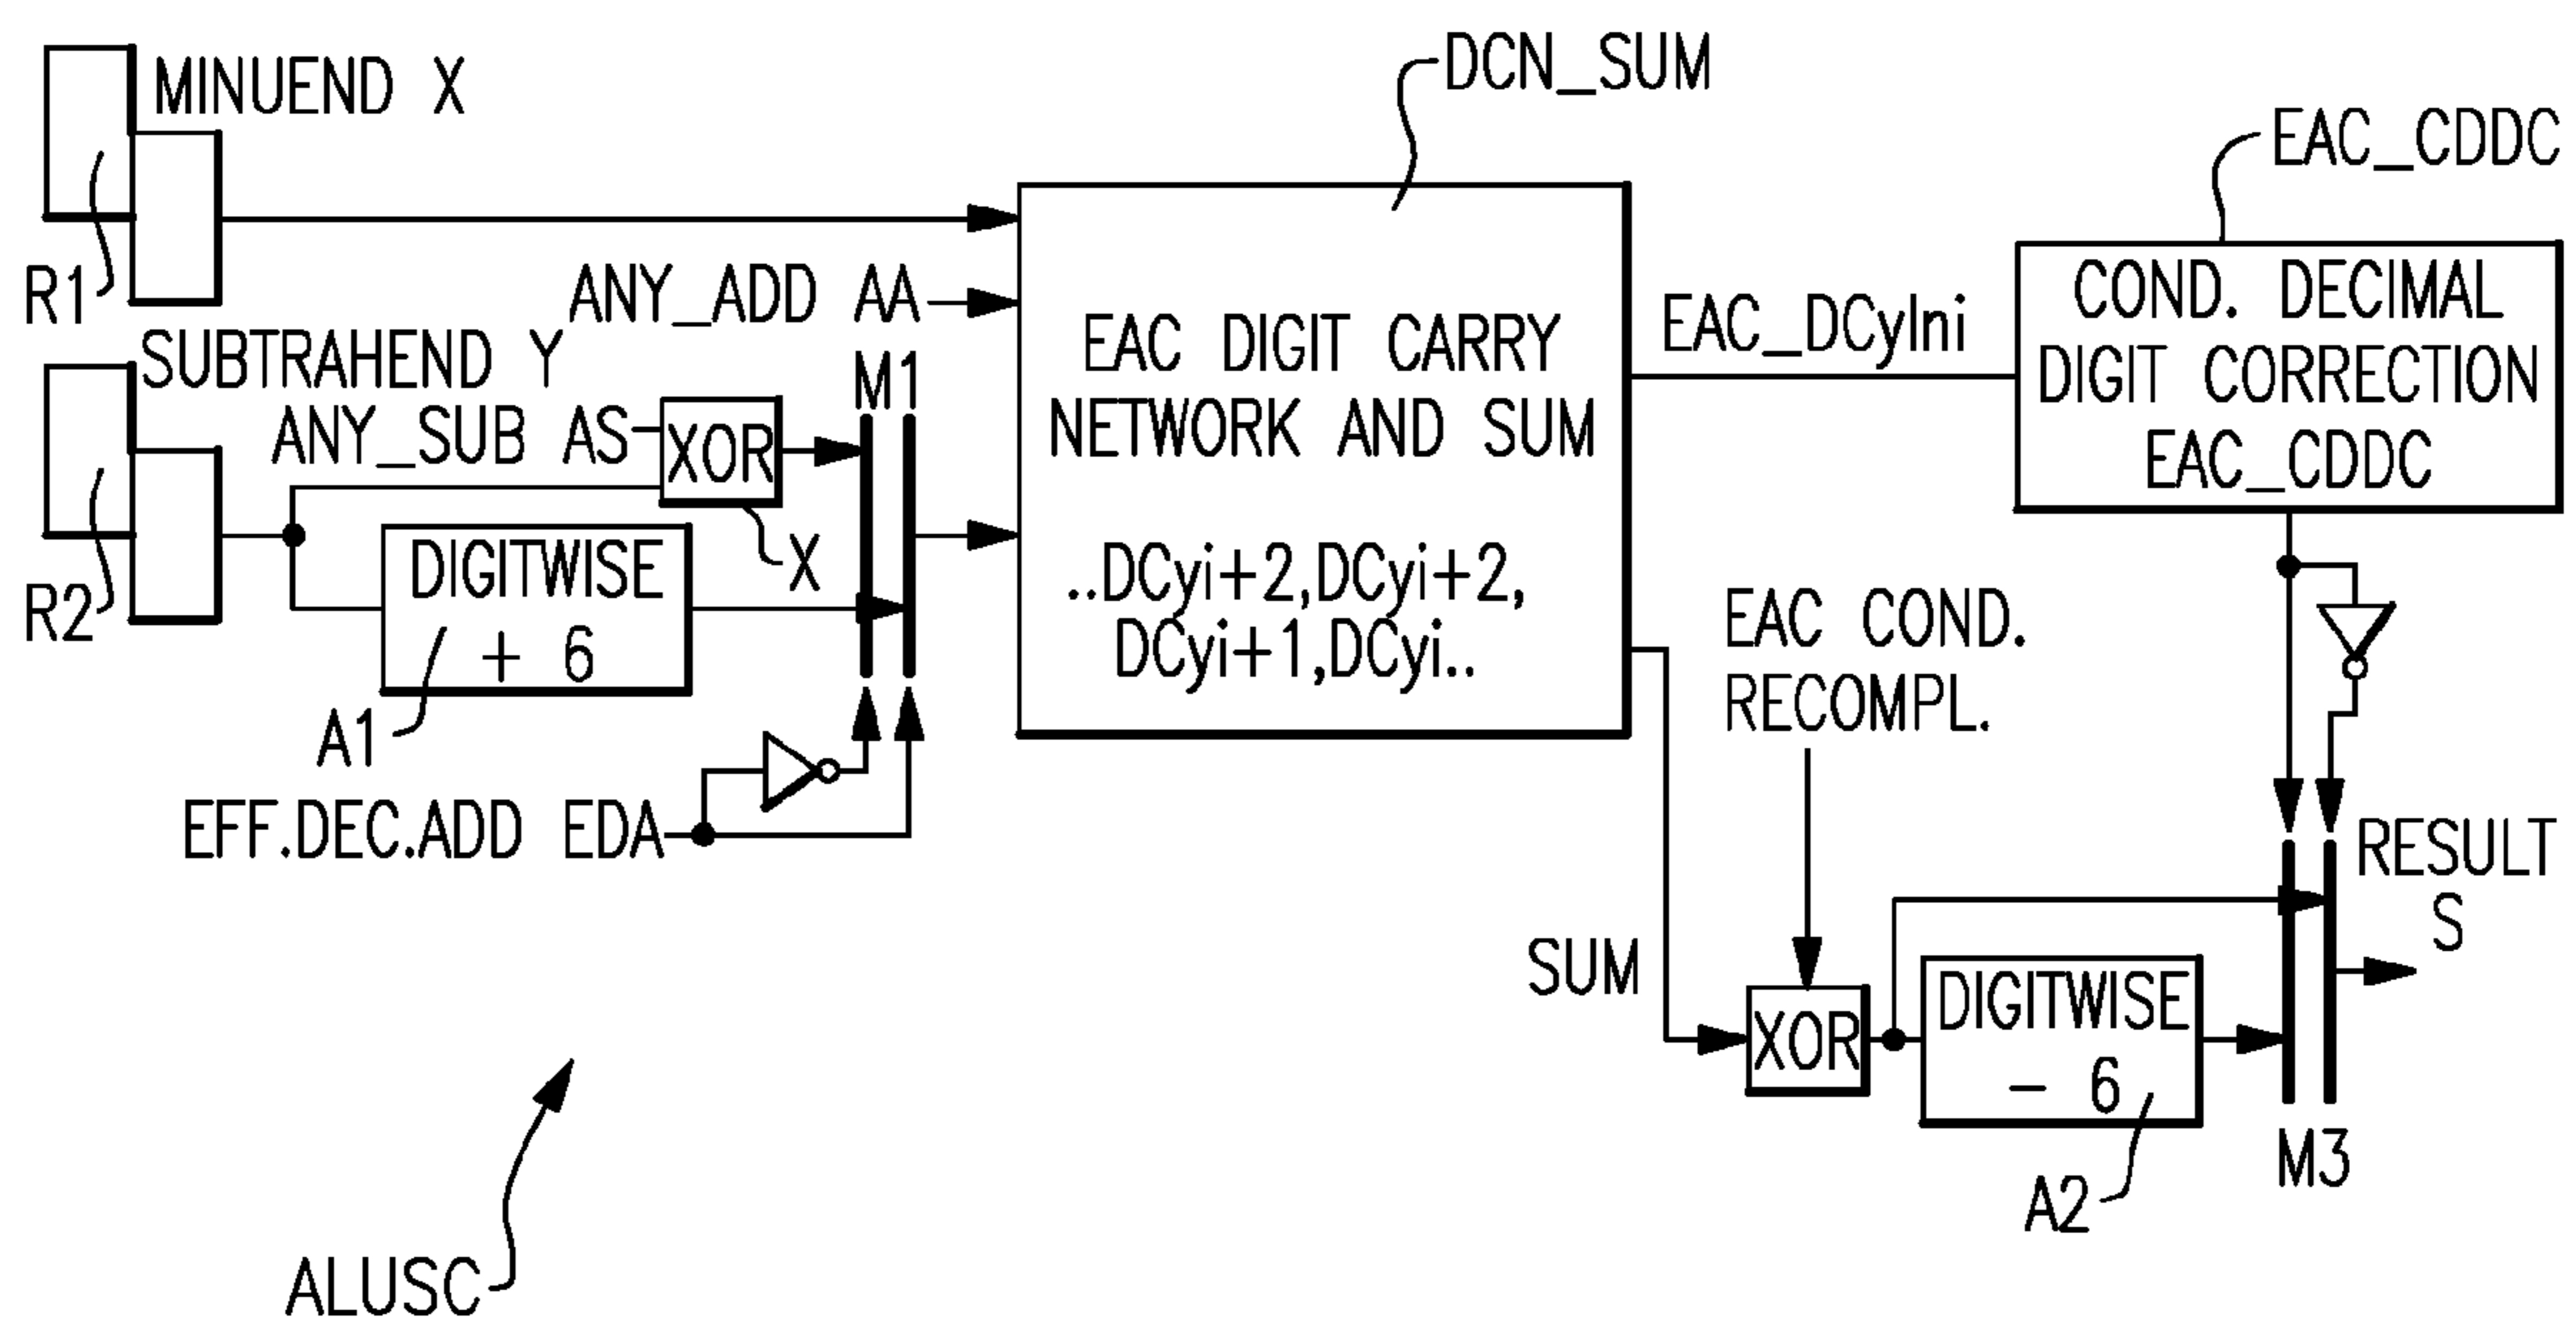 MINUEND X
R1
SUBTRAHEND Y
R2
ANY_ADD AA
ANY_SUB AS
XOR
X
M1
DIGITWISE
+ 6
A1
EFF.DEC.ADD EDA
DCN_SUM
EAC DIGIT CARRY
NETWORK AND SUM
..DCyi+2,DCyi+2,
DCyi+1,DCyi..
EAC_DCyIni
EAC_CDDC
COND. DECIMAL
DIGIT CORRECTION
EAC_CDDC
EAC COND.
RECOMPL.
SUM
XOR
DIGITWISE
- 6
A2
M3
RESULT
S
ALUSC